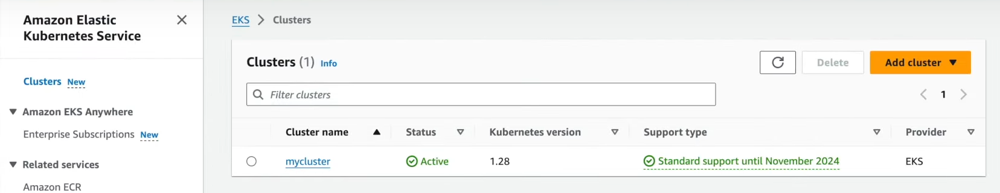 Amazon Elastic
Kubernetes Service
Clusters New
Amazon EKS Anywhere
Enterprise Subscriptions New
Related services
Amazon ECR
EKS > Clusters
Clusters (1) Info
Delete
Add cluster
Filter clusters
1
Cluster name Status Kubernetes version Support type Provider
mycluster Active 1.28 Standard support until November 2024 EKS